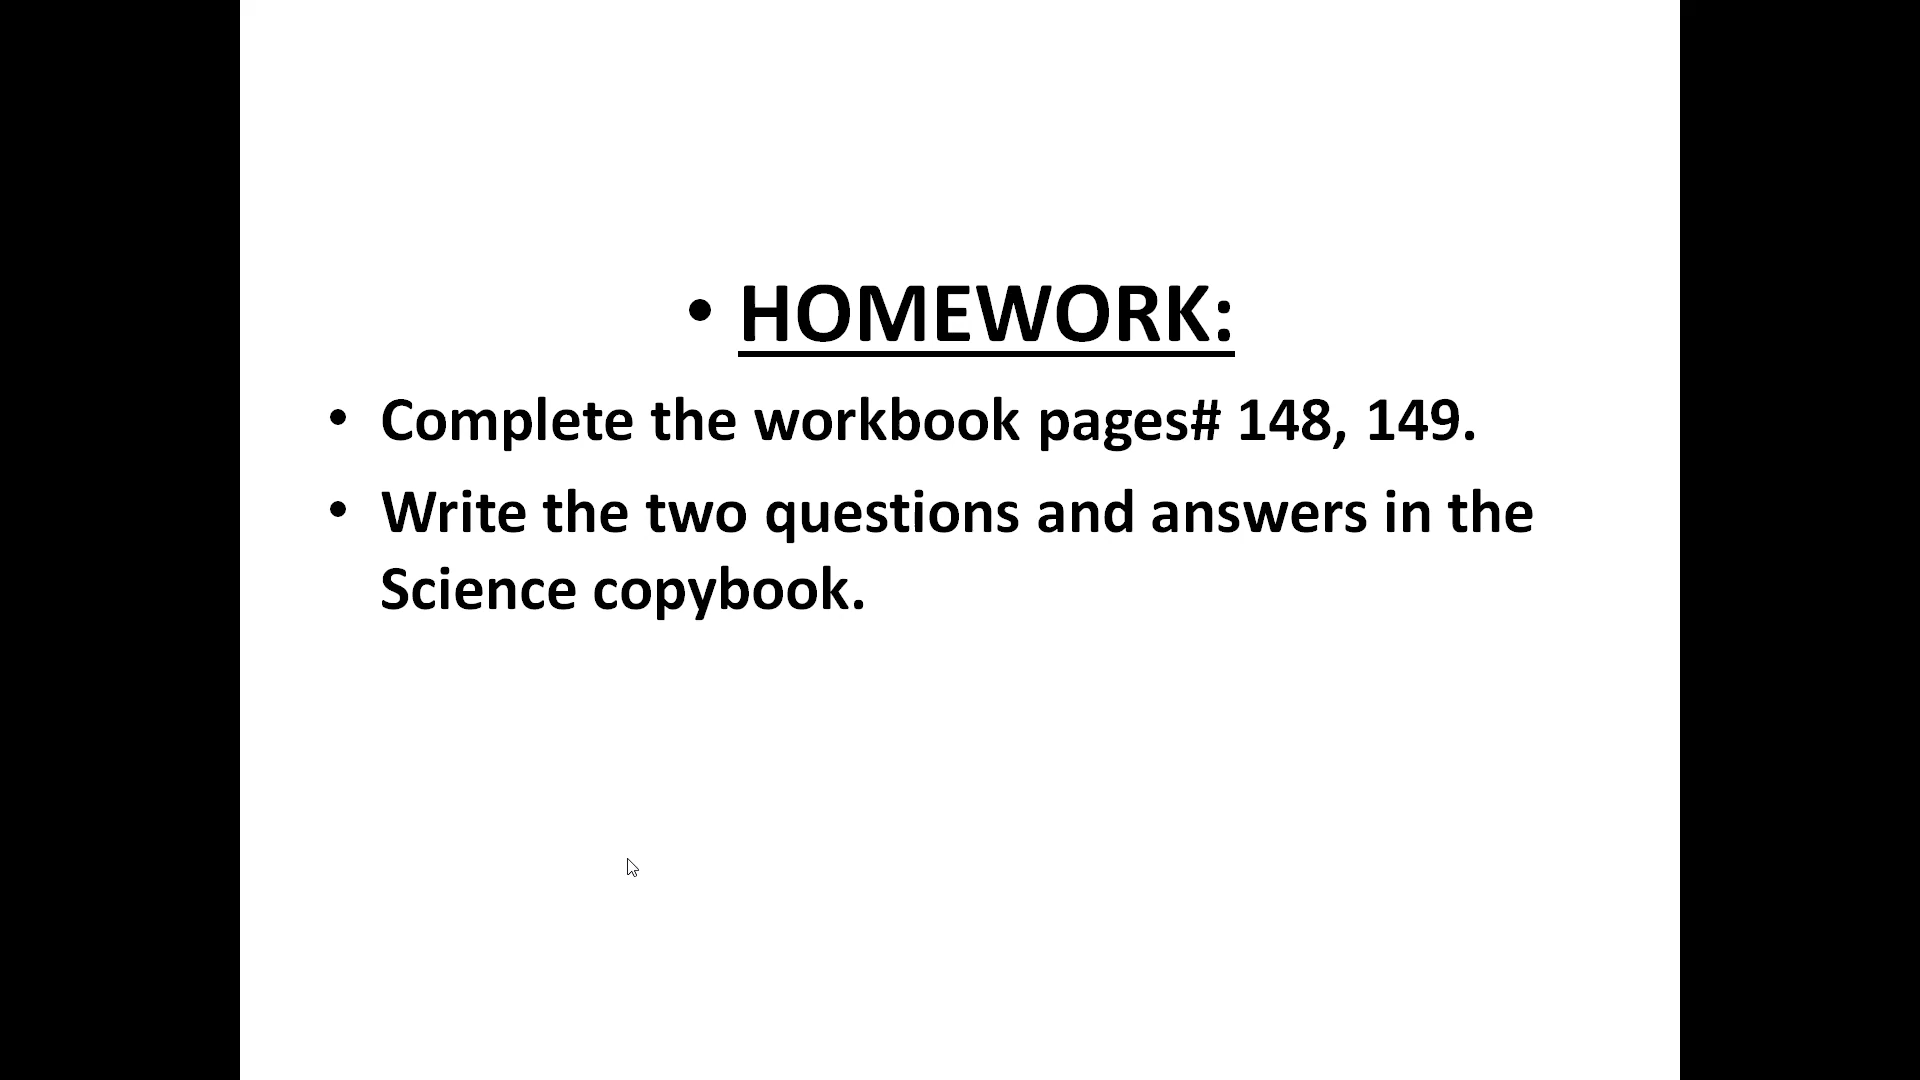 • HOMEWORK:
• Complete the workbook pages# 148, 149.
• Write the two questions and answers in the
Science copybook.